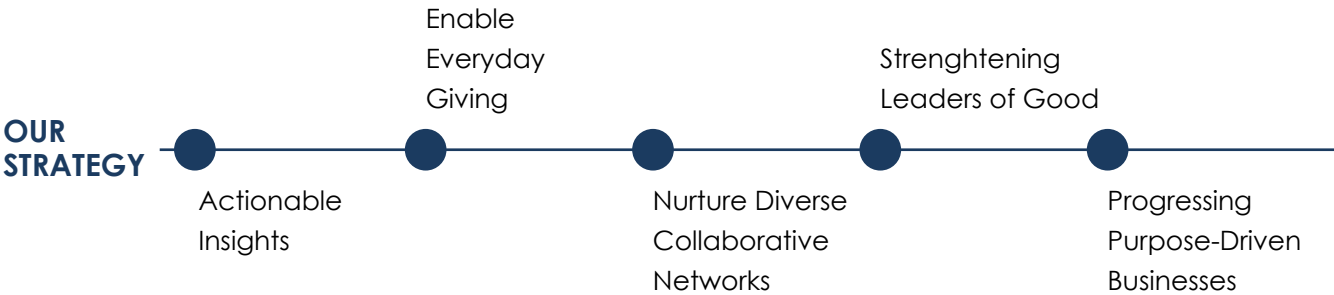 OUR
STRATEGY
Actionable
Insights
Enable
Everyday
Giving
Nurture Diverse
Collaborative
Networks
Strenghtening
Leaders of Good
Progressing
Purpose-Driven
Businesses